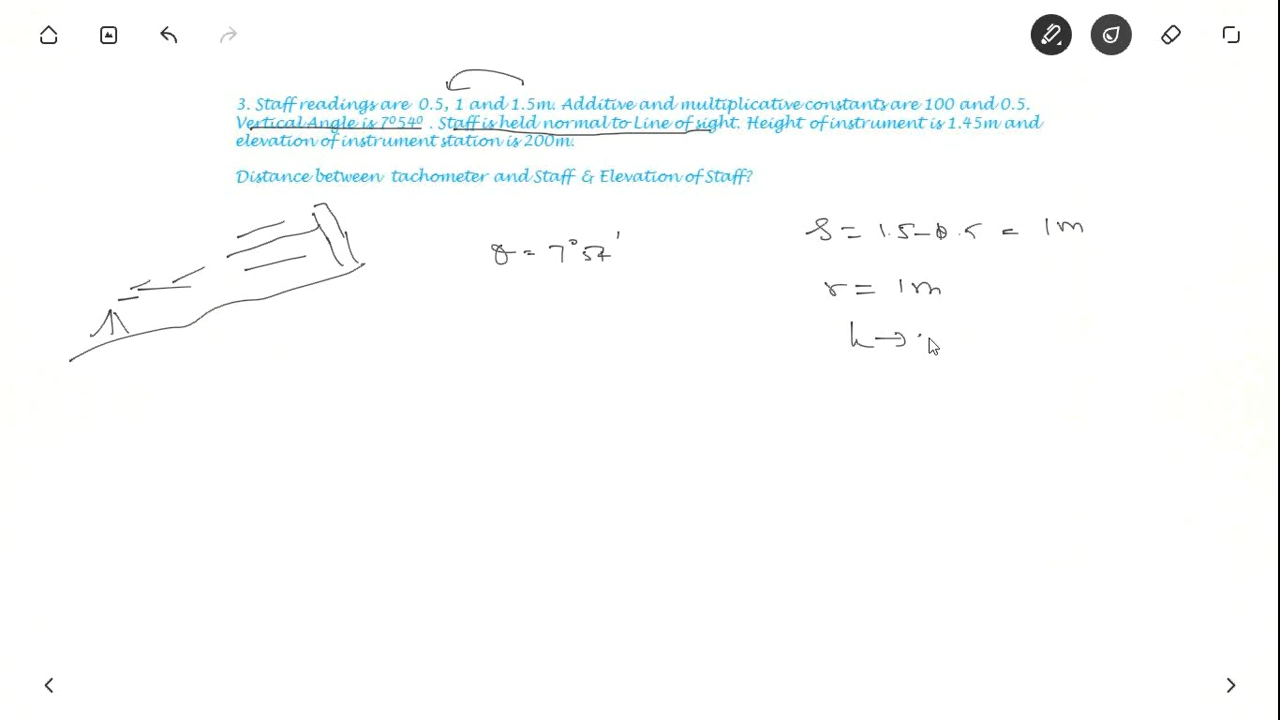 3. Staff readings are 0.5, 1 and 1.5m. Additive and multiplicative constants are 100 and 0.5.
Vertical Angle is 7⁰54⁰ . Staff is held normal to Line of sight. Height of instrument is 1.45m and
elevation of instrument station is 200m.
Distance between tachometer and Staff & Elevation of Staff?
S = 1.5 - 0.5 = 1m
θ = 7°54'
r = 1m
h →